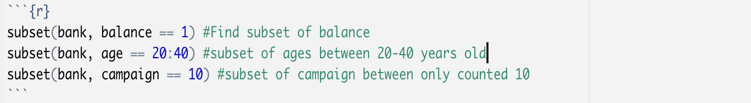 ```{r}
subset(bank, balance == 1) #Find subset of balance
subset(bank, age == 20:40) #subset of ages between 20-40 years old
subset(bank, campaign == 10) #subset of campaign between only counted 10
```